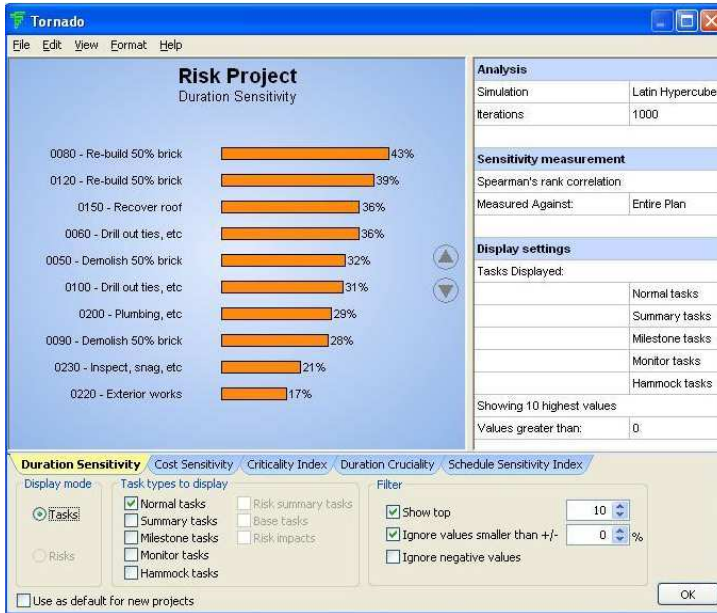 Tornado
File Edit View Format Help
Risk Project
Duration Sensitivity
0080 - Re-build 50% brick 43%
0120 - Re-build 50% brick 39%
0150 - Recover roof 36%
0060 - Drill out ties, etc 36%
0050 - Demolish 50% brick 32%
0100 - Drill out ties, etc 31%
0200 - Plumbing, etc 29%
0090 - Demolish 50% brick 28%
0230 - Inspect, snag, etc 21%
0220 - Exterior works 17%
Analysis
Simulation Latin Hypercube
Iterations 1000
Sensitivity measurement
Spearman's rank correlation
Measured Against: Entire Plan
Display settings
Tasks Displayed:
Normal tasks
Summary tasks
Milestone tasks
Monitor tasks
Hammock tasks
Showing 10 highest values
Values greater than: 0
Duration Sensitivity Cost Sensitivity Criticality Index Duration Cruciality Schedule Sensitivity Index
Display mode
Tasks
Risks
Task types to display
Normal tasks Risk summary tasks
Summary tasks Base tasks
Milestone tasks Risk impacts
Monitor tasks
Hammock tasks
Filter
Show top 10
Ignore values smaller than +/- 0 %
Ignore negative values
Use as default for new projects
OK